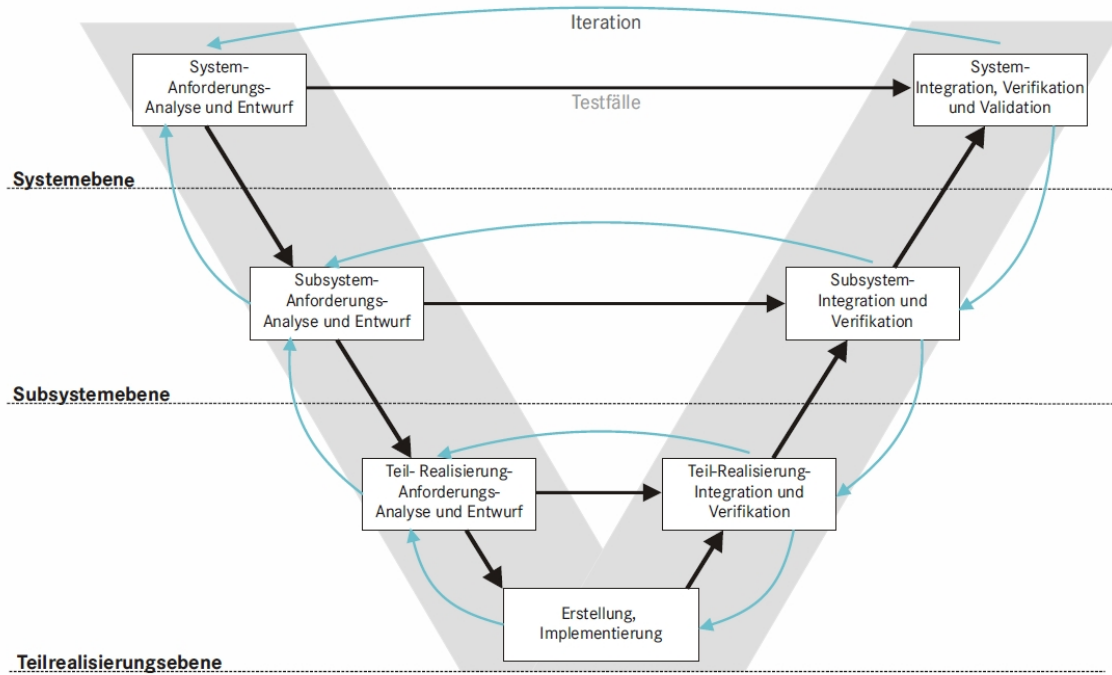 Iteration
System-
Anforderungs-
Analyse und Entwurf
Testfälle
System-
Integration, Verifikation
und Validation
Systemebene
Subsystem-
Anforderungs-
Analyse und Entwurf
Subsystem-
Integration und
Verifikation
Subsystemebene
Teil- Realisierung-
Anforderungs-
Analyse und Entwurf
Teil-Realisierung-
Integration und
Verifikation
Erstellung,
Implementierung
Teilrealisierungsebene